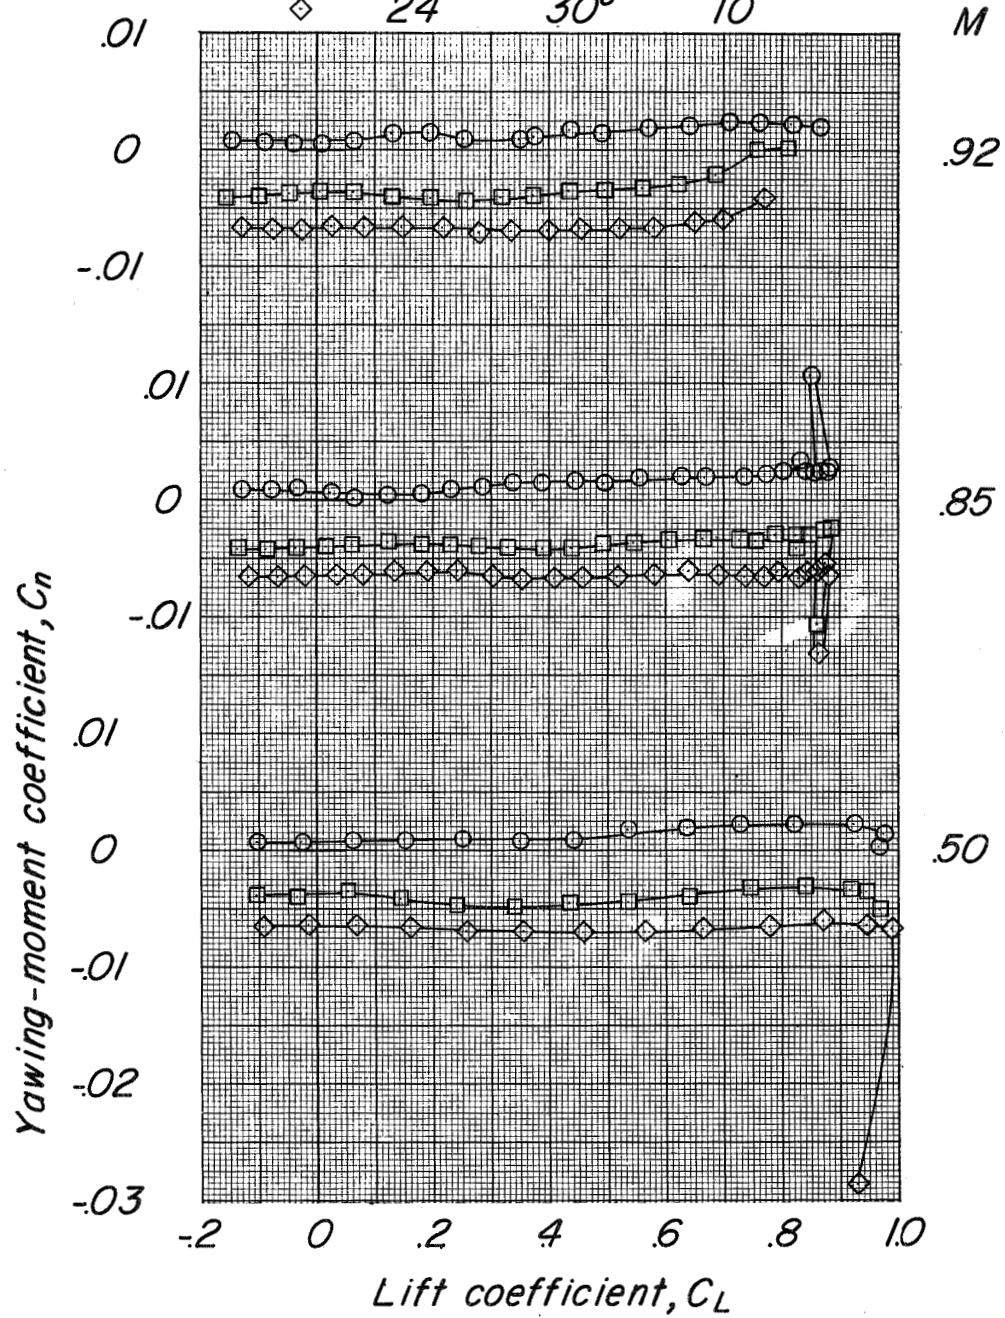 ◇ 24 30° 10
M
.01
0
-.01
.92
.01
0
-.01
.85
.01
0
-.01
-.02
-.03
.50
Yawing-moment coefficient, Cn
-.2 0 .2 .4 .6 .8 1.0
Lift coefficient, CL